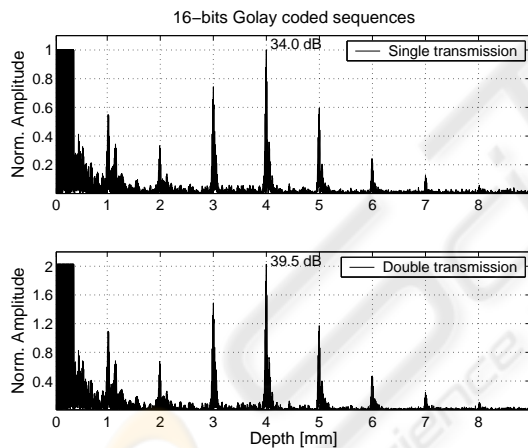 16−bits Golay coded sequences
34.0 dB
Single transmission
Norm. Amplitude
1
0.8
0.6
0.4
0.2
0 1 2 3 4 5 6 7 8
39.5 dB
Double transmission
Norm. Amplitude
2
1.6
1.2
0.8
0.4
0 1 2 3 4 5 6 7 8
Depth [mm]